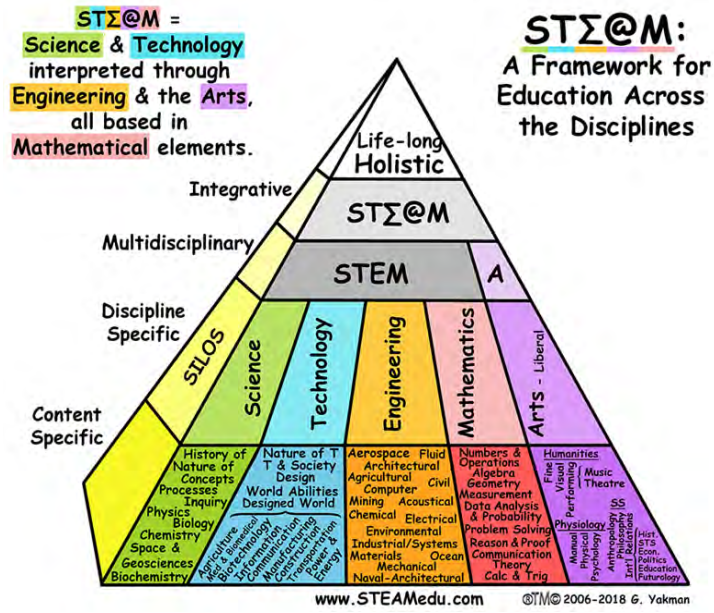 STΣ@M =
Science & Technology
interpreted through
Engineering & the Arts,
all based in
Mathematical elements.
STΣ@M:
A Framework for
Education Across
the Disciplines
Life-long
Holistic
Integrative
STΣ@M
Multidisciplinary
STEM
A
Discipline
Specific
SILOS
Science
Technology
Engineering
Mathematics
Arts - Liberal
Content
Specific
History of
Nature of
Concepts
Processes
Inquiry
Physics
Biology
Chemistry
Space &
Geosciences
Biochemistry
Nature of T
T & Society
Design
World Abilities
Designed World
Agriculture
Med & Biomedical
Biotechnology
Information
Communication
Manufacturing
Construction
Transportation
Power &
Energy
Aerospace Fluid
Architectural
Agricultural
Civil
Computer
Mining Acoustical
Chemical
Electrical
Environmental
Industrial/Systems
Materials Ocean
Mechanical
Naval-Architectural
Numbers &
Operations
Algebra
Geometry
Measurement
Data Analysis
& Probability
Problem Solving
Reason & Proof
Communication
Theory
Calc & Trig
Humanities
Fine
Visual
Performing
Music
Theatre
Physiology
Manual
Physical
Psychology
Anthropology
Philosophy
Int'l Relations
SS
Hist.
STS
Econ,
Politics
Education
Futurology
www.STEAMedu.com
®TM© 2006-2018 G. Yakman